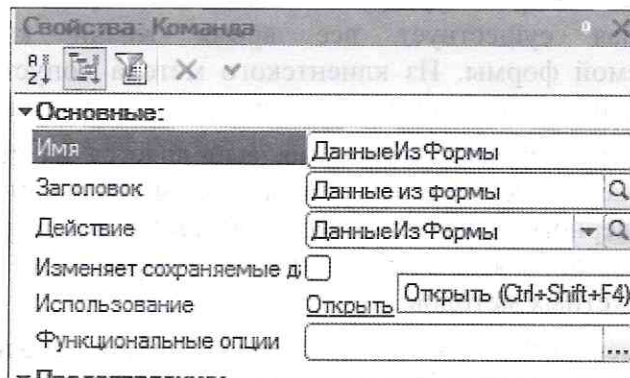 Свойства: Команда
Основные:
Имя ДанныеИзФормы
Заголовок Данные из формы
Действие ДанныеИзФормы
Изменяет сохраняемые д
Использование Открыть Открыть (Ctrl+Shift+F4)
Функциональные опции ...